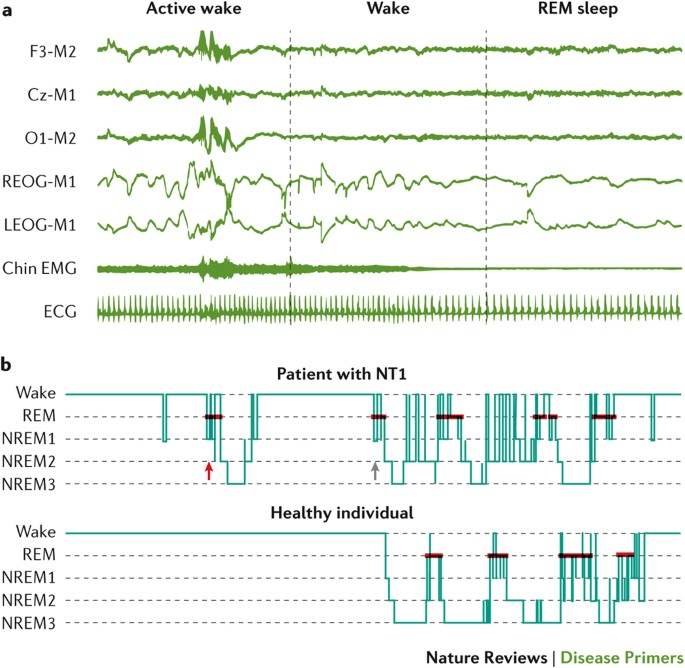 a
Active wake Wake REM sleep
F3-M2
Cz-M1
O1-M2
REOG-M1
LEOG-M1
Chin EMG
ECG
b
Patient with NT1
Wake
REM
NREM1
NREM2
NREM3
Healthy individual
Wake
REM
NREM1
NREM2
NREM3
Nature Reviews | Disease Primers